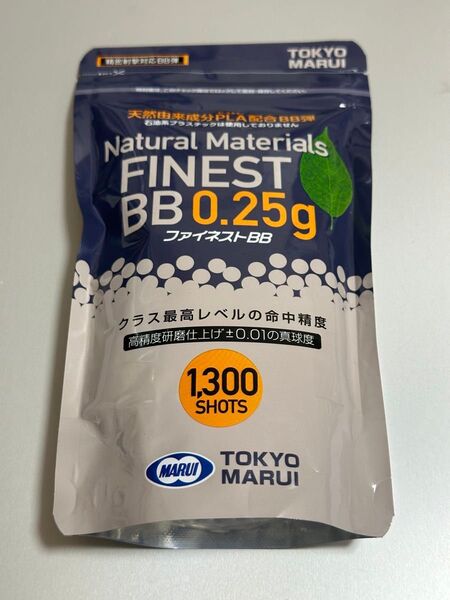 精密射撃対応BB弾
TOKYO
MARUI
天然由来成分PLA配合BB弾
石油系プラスチックは使用しておりません
Natural Materials
FINEST
BB 0.25g
ファイネストBB
クラス最高レベルの命中精度
高精度研磨仕上げ±0.01の真球度
1,300
SHOTS
MARUI
TOKYO
MARUI